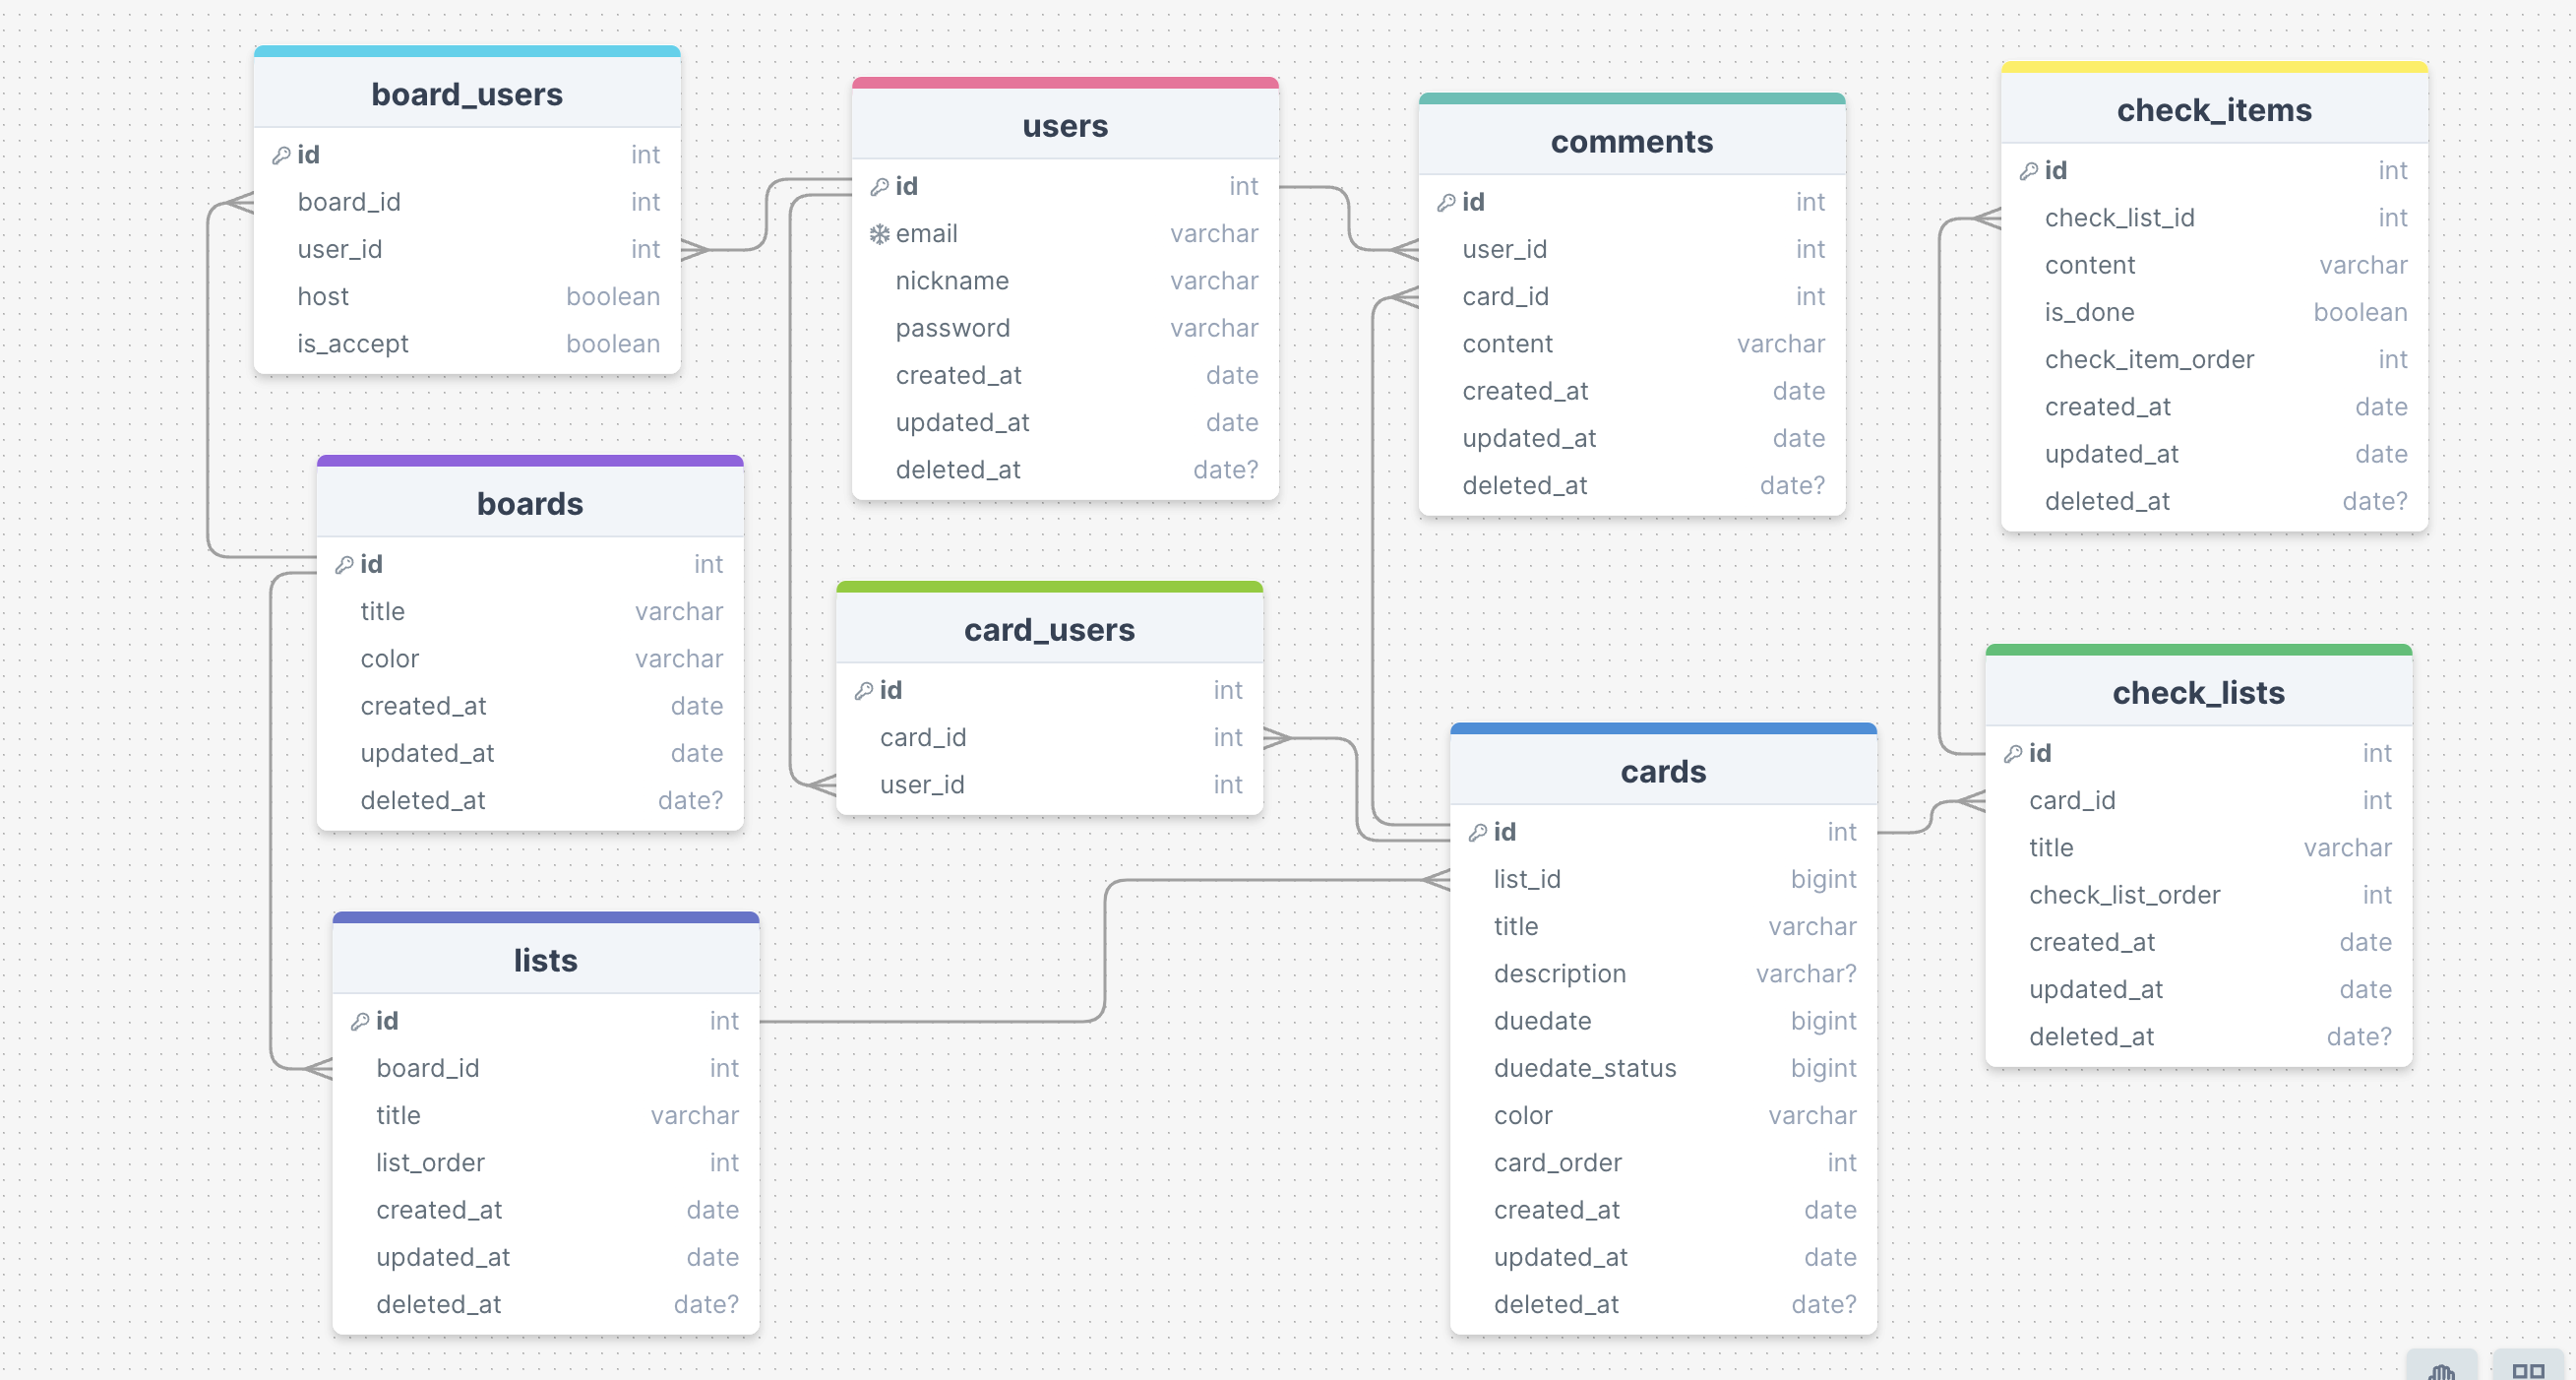 board_users
id int
board_id int
user_id int
host boolean
is_accept boolean
users
id int
email varchar
nickname varchar
password varchar
created_at date
updated_at date
deleted_at date?
comments
id int
user_id int
card_id int
content varchar
created_at date
updated_at date
deleted_at date?
check_items
id int
check_list_id int
content varchar
is_done boolean
check_item_order int
created_at date
updated_at date
deleted_at date?
boards
id int
title varchar
color varchar
created_at date
updated_at date
deleted_at date?
card_users
id int
card_id int
user_id int
cards
id int
list_id bigint
title varchar
description varchar?
duedate bigint
duedate_status bigint
color varchar
card_order int
created_at date
updated_at date
deleted_at date?
check_lists
id int
card_id int
title varchar
check_list_order int
created_at date
updated_at date
deleted_at date?
lists
id int
board_id int
title varchar
list_order int
created_at date
updated_at date
deleted_at date?